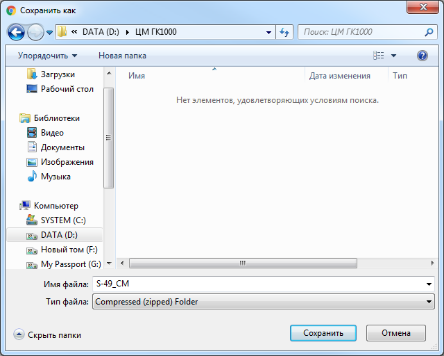 Сохранить как
DATA (D:) ЦМ ГК1000
Поиск: ЦМ ГК1000
Упорядочить Новая папка
Загрузки
Рабочий стол
Библиотеки
Видео
Документы
Изображения
Музыка
Компьютер
SYSTEM (C:)
DATA (D:)
Новый том (F:)
My Passport (G:)
Имя Дата изменения Тип
Нет элементов, удовлетворяющих условиям поиска.
Имя файла: S-49_CM
Тип файла: Compressed (zipped) Folder
Скрыть папки Сохранить Отмена